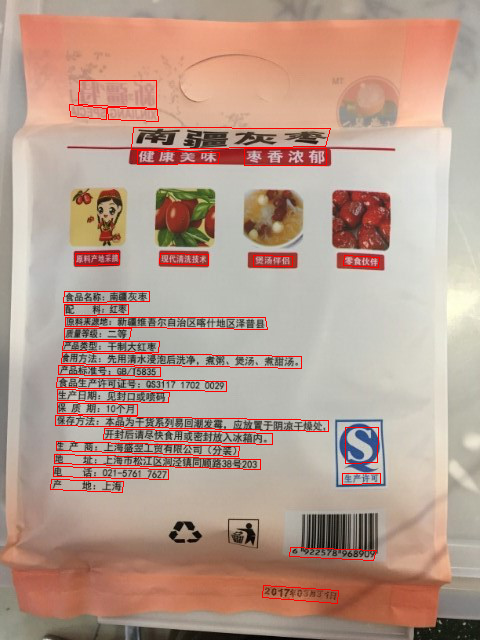 南疆灰枣
健康美味 枣香浓郁
原料产地采摘 现代清洗技术 煲汤伴侣 零食伙伴
食品名称：南疆灰枣
配 料：红枣
原料来源地：新疆维吾尔自治区喀什地区泽普县
质量等级：二等
产品类型：干制大红枣
食用方法：先用清水浸泡后洗净，煮粥、煲汤、煮甜汤。
产品标准号：GB/T5835
食品生产许可证号：QS3117 1702 0029
生产日期：见封口或喷码
保 质 期：10个月
保存方法：本品为干货系列易回潮发霉，应放置于阴凉干燥处，
开封后请尽快食用或密封放入冰箱内。
生 产 商：上海盛翌工贸有限公司（分装）
地 址：上海市松江区洞泾镇同顺路38号203
电 话：021-5761 7627
产 地：上海
生产许可
6 922578 968909